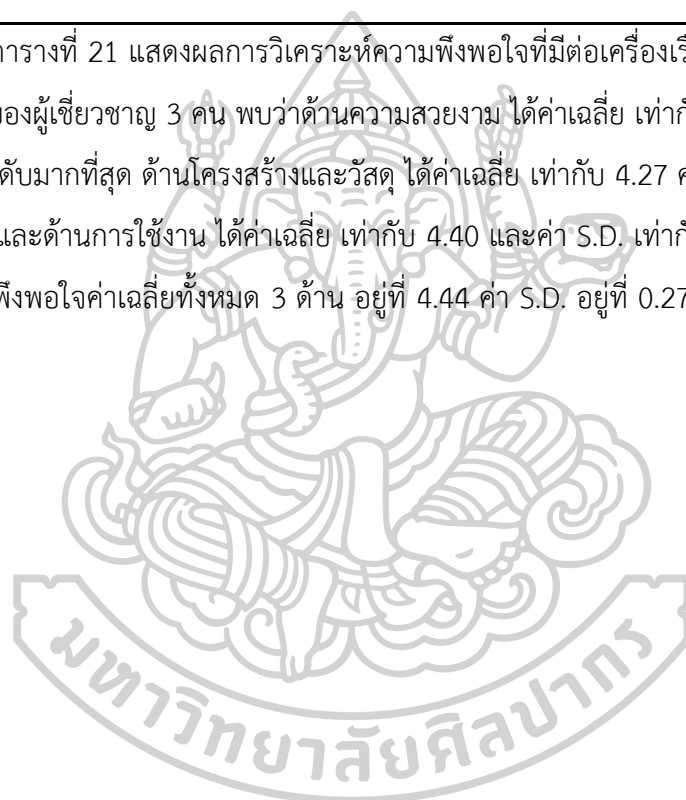 ตารางที่ 21 แสดงผลการวิเคราะห์ความพึงพอใจที่มีต่อเครื่องเรื
ของผู้เชี่ยวชาญ 3 คน พบว่าด้านความสวยงาม ได้ค่าเฉลี่ย เท่ากั
ดับมากที่สุด ด้านโครงสร้างและวัสดุ ได้ค่าเฉลี่ย เท่ากับ 4.27
และด้านการใช้งาน ได้ค่าเฉลี่ย เท่ากับ 4.40 และค่า S.D. เท่ากั
พึงพอใจค่าเฉลี่ยทั้งหมด 3 ด้าน อยู่ที่ 4.44 ค่า S.D. อยู่ที่ 0.27
มหาวิทยาลัยศิลปากร